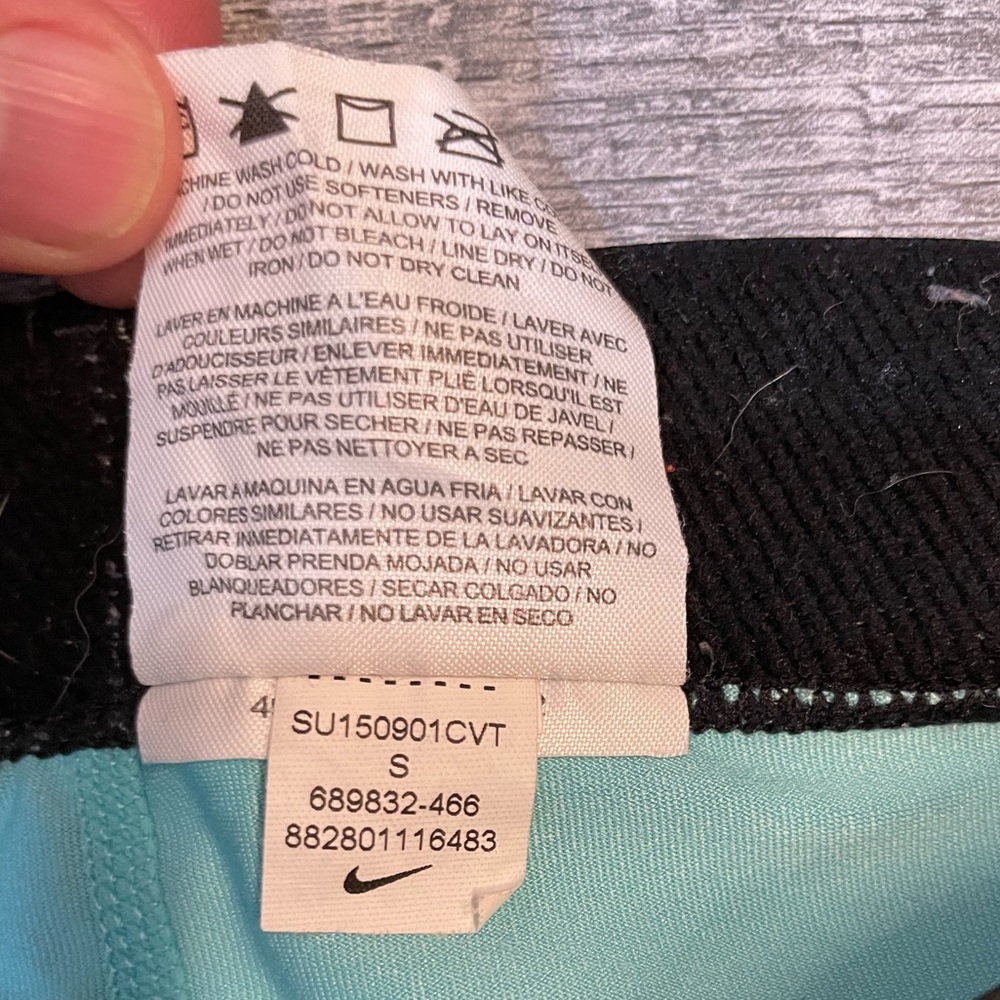 WASH COLD / WASH WITH LIKE
/ DO NOT USE SOFTENERS / REMOVE
IMMEDIATELY / DO NOT ALLOW TO LAY ON ITSELF
WHEN WET / DO NOT BLEACH / LINE DRY / DO NOT
IRON / DO NOT DRY CLEAN
LAVER EN MACHINE A L'EAU FROIDE / LAVER AVEC
COULEURS SIMILAIRES / NE PAS UTILISER
D'ADOUCISSEUR / ENLEVER IMMEDIATEMENT / NE
PAS LAISSER LE VÊTEMENT PLIÉ LORSQU'IL EST
MOUILLÉ / NE PAS UTILISER D'EAU DE JAVEL /
SUSPENDRE POUR SECHER / NE PAS REPASSER /
NE PAS NETTOYER A SEC
LAVAR A MAQUINA EN AGUA FRIA / LAVAR CON
COLORES SIMILARES / NO USAR SUAVIZANTES /
RETIRAR INMEDIATAMENTE DE LA LAVADORA / NO
DOBLAR PRENDA MOJADA / NO USAR
BLANQUEADORES / SECAR COLGADO / NO
PLANCHAR / NO LAVAR EN SECO
SU150901CVT
S
689832-466
882801116483